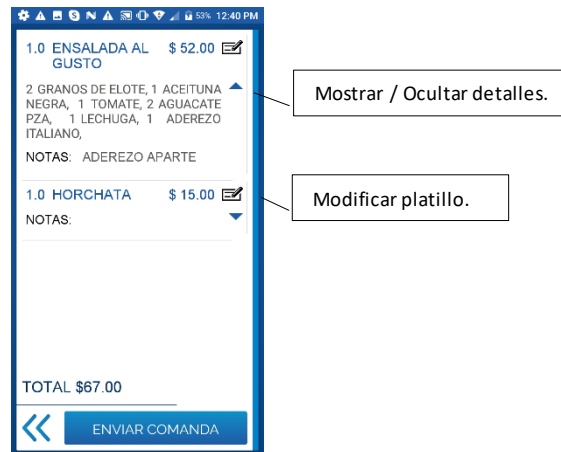 53% 12:40 PM
1.0 ENSALADA AL $ 52.00
GUSTO
2 GRANOS DE ELOTE, 1 ACEITUNA
NEGRA, 1 TOMATE, 2 AGUACATE
PZA, 1 LECHUGA, 1 ADEREZO
ITALIANO,
NOTAS: ADEREZO APARTE
Mostrar / Ocultar detalles.
1.0 HORCHATA $ 15.00
NOTAS:
Modificar platillo.
TOTAL $67.00
ENVIAR COMANDA